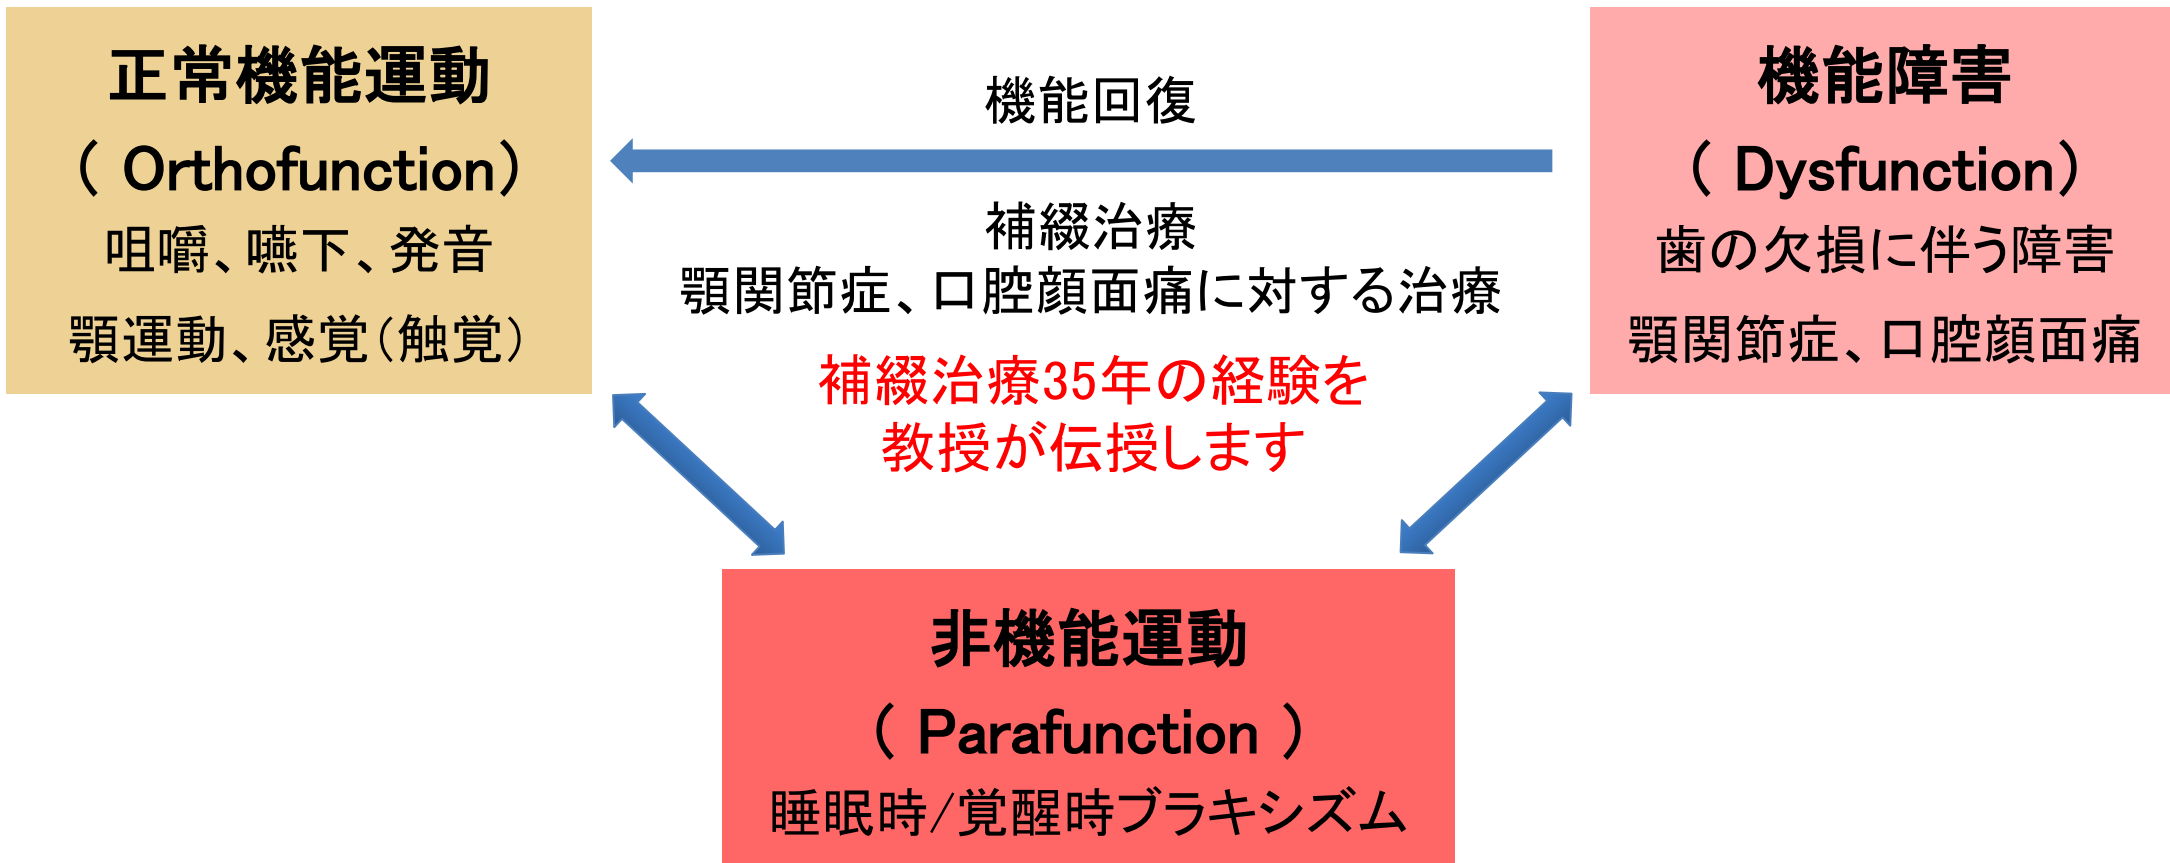 正常機能運動
（ Orthofunction）
咀嚼、嚥下、発音
顎運動、感覚（触覚）
機能回復
補綴治療
顎関節症、口腔顔面痛に対する治療
補綴治療35年の経験を
教授が伝授します
機能障害
（ Dysfunction）
歯の欠損に伴う障害
顎関節症、口腔顔面痛
非機能運動
（ Parafunction ）
睡眠時/覚醒時ブラキシズム